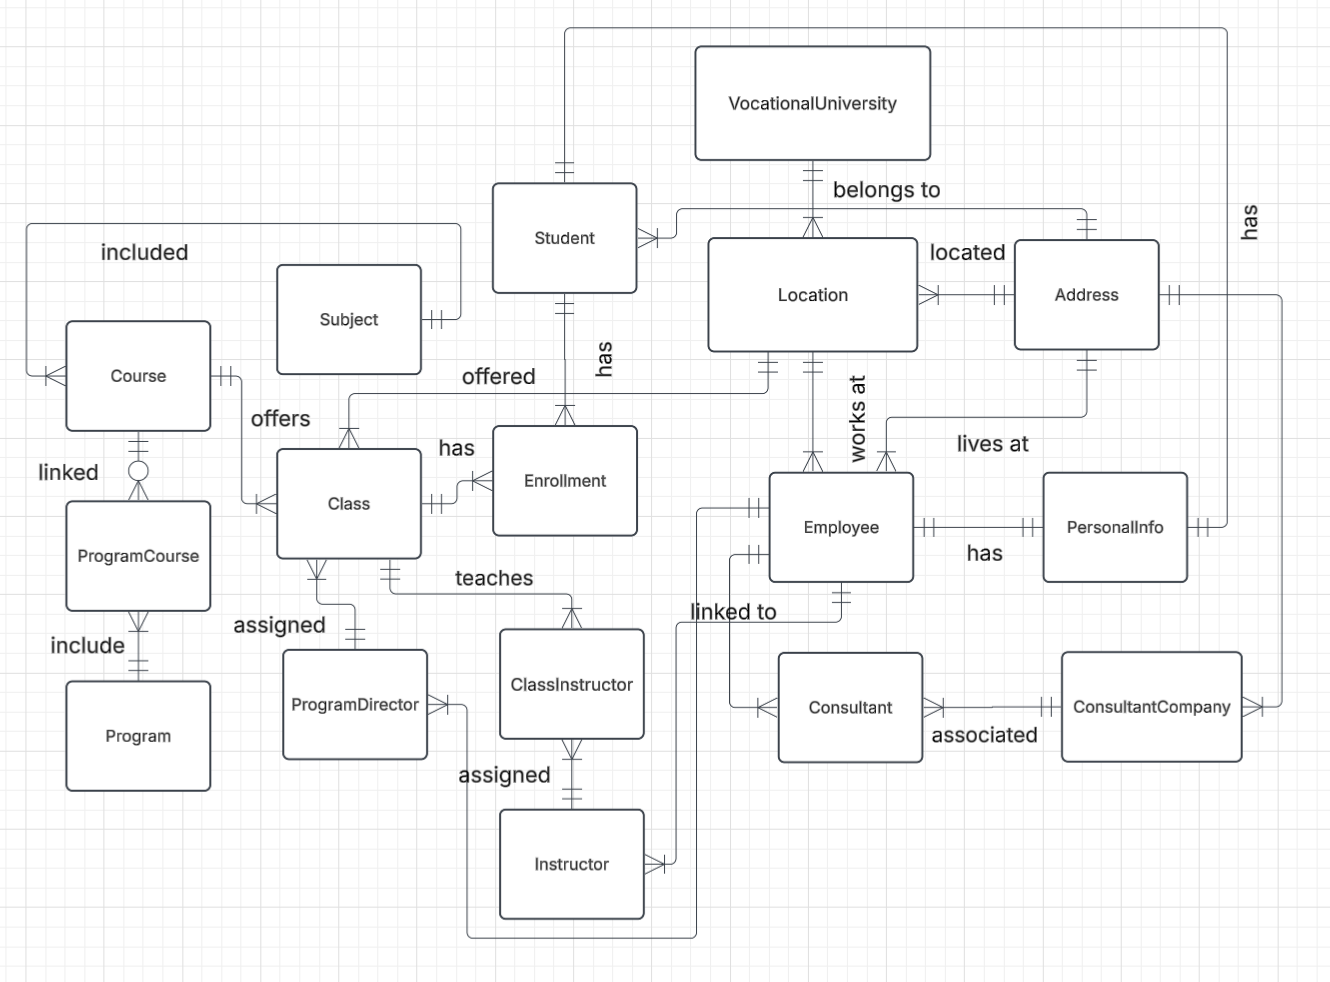 VocationalUniversity
belongs to
has
Student
included
located
Location
Address
Subject
has
Course
offered
works at
offers
has
lives at
linked
Enrollment
Class
Employee
PersonalInfo
ProgramCourse
has
teaches
linked to
assigned
include
ClassInstructor
ProgramDirector
Consultant
ConsultantCompany
Program
associated
assigned
Instructor